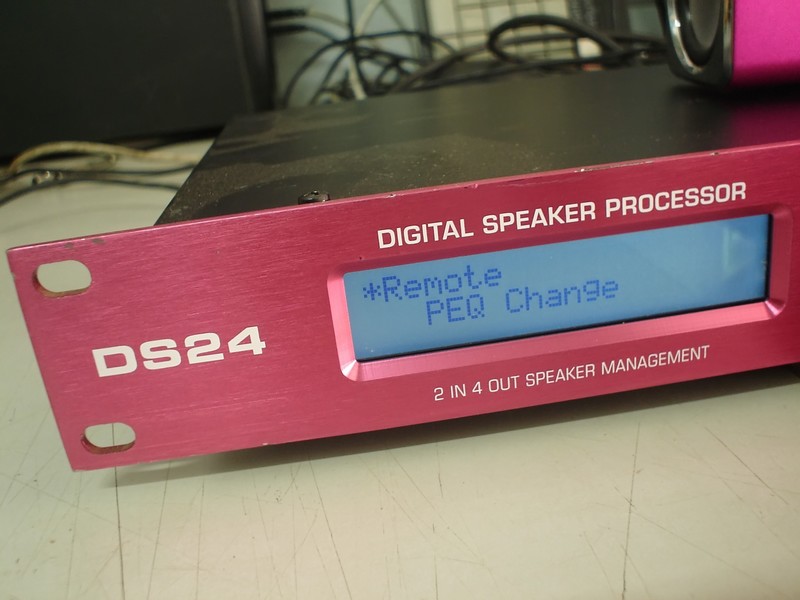 DIGITAL SPEAKER PROCESSOR
*Remote
PEQ Change
DS24
2 IN 4 OUT SPEAKER MANAGEMENT